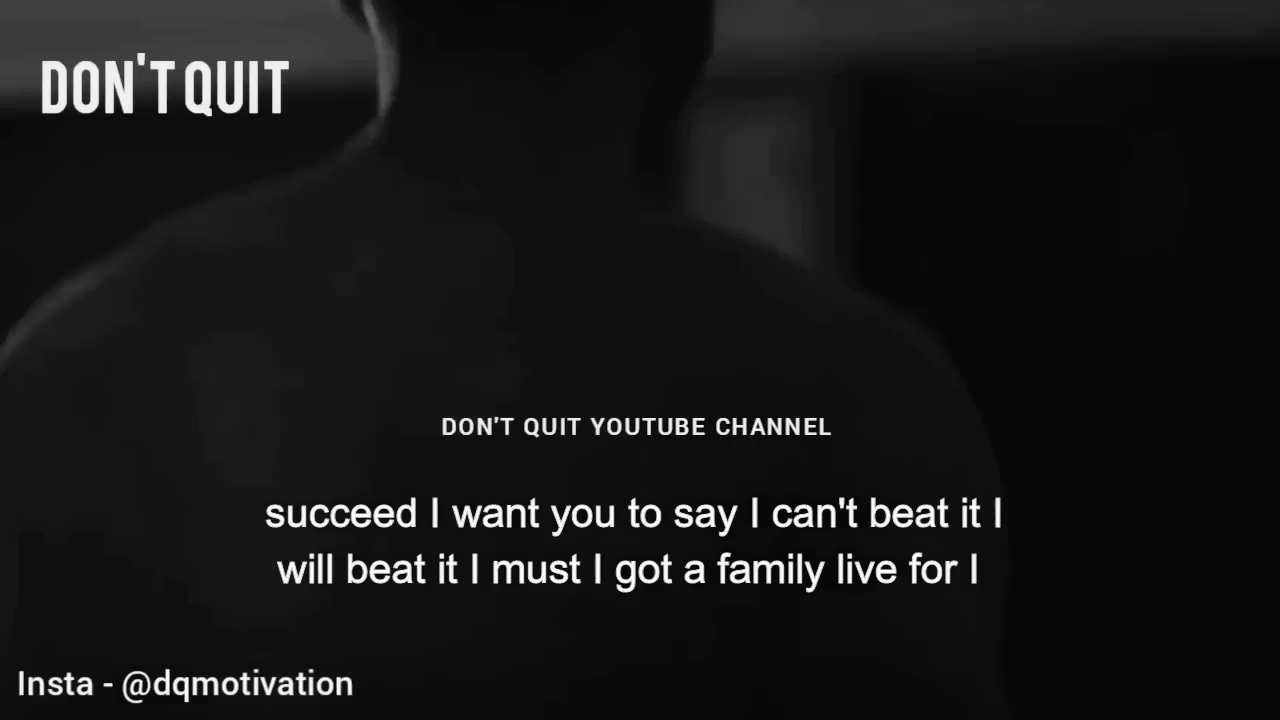 DON'T QUIT
DON'T QUIT YOUTUBE CHANNEL
succeed I want you to say I can't beat it I
will beat it I must I got a family live for I
Insta - @dqmotivation